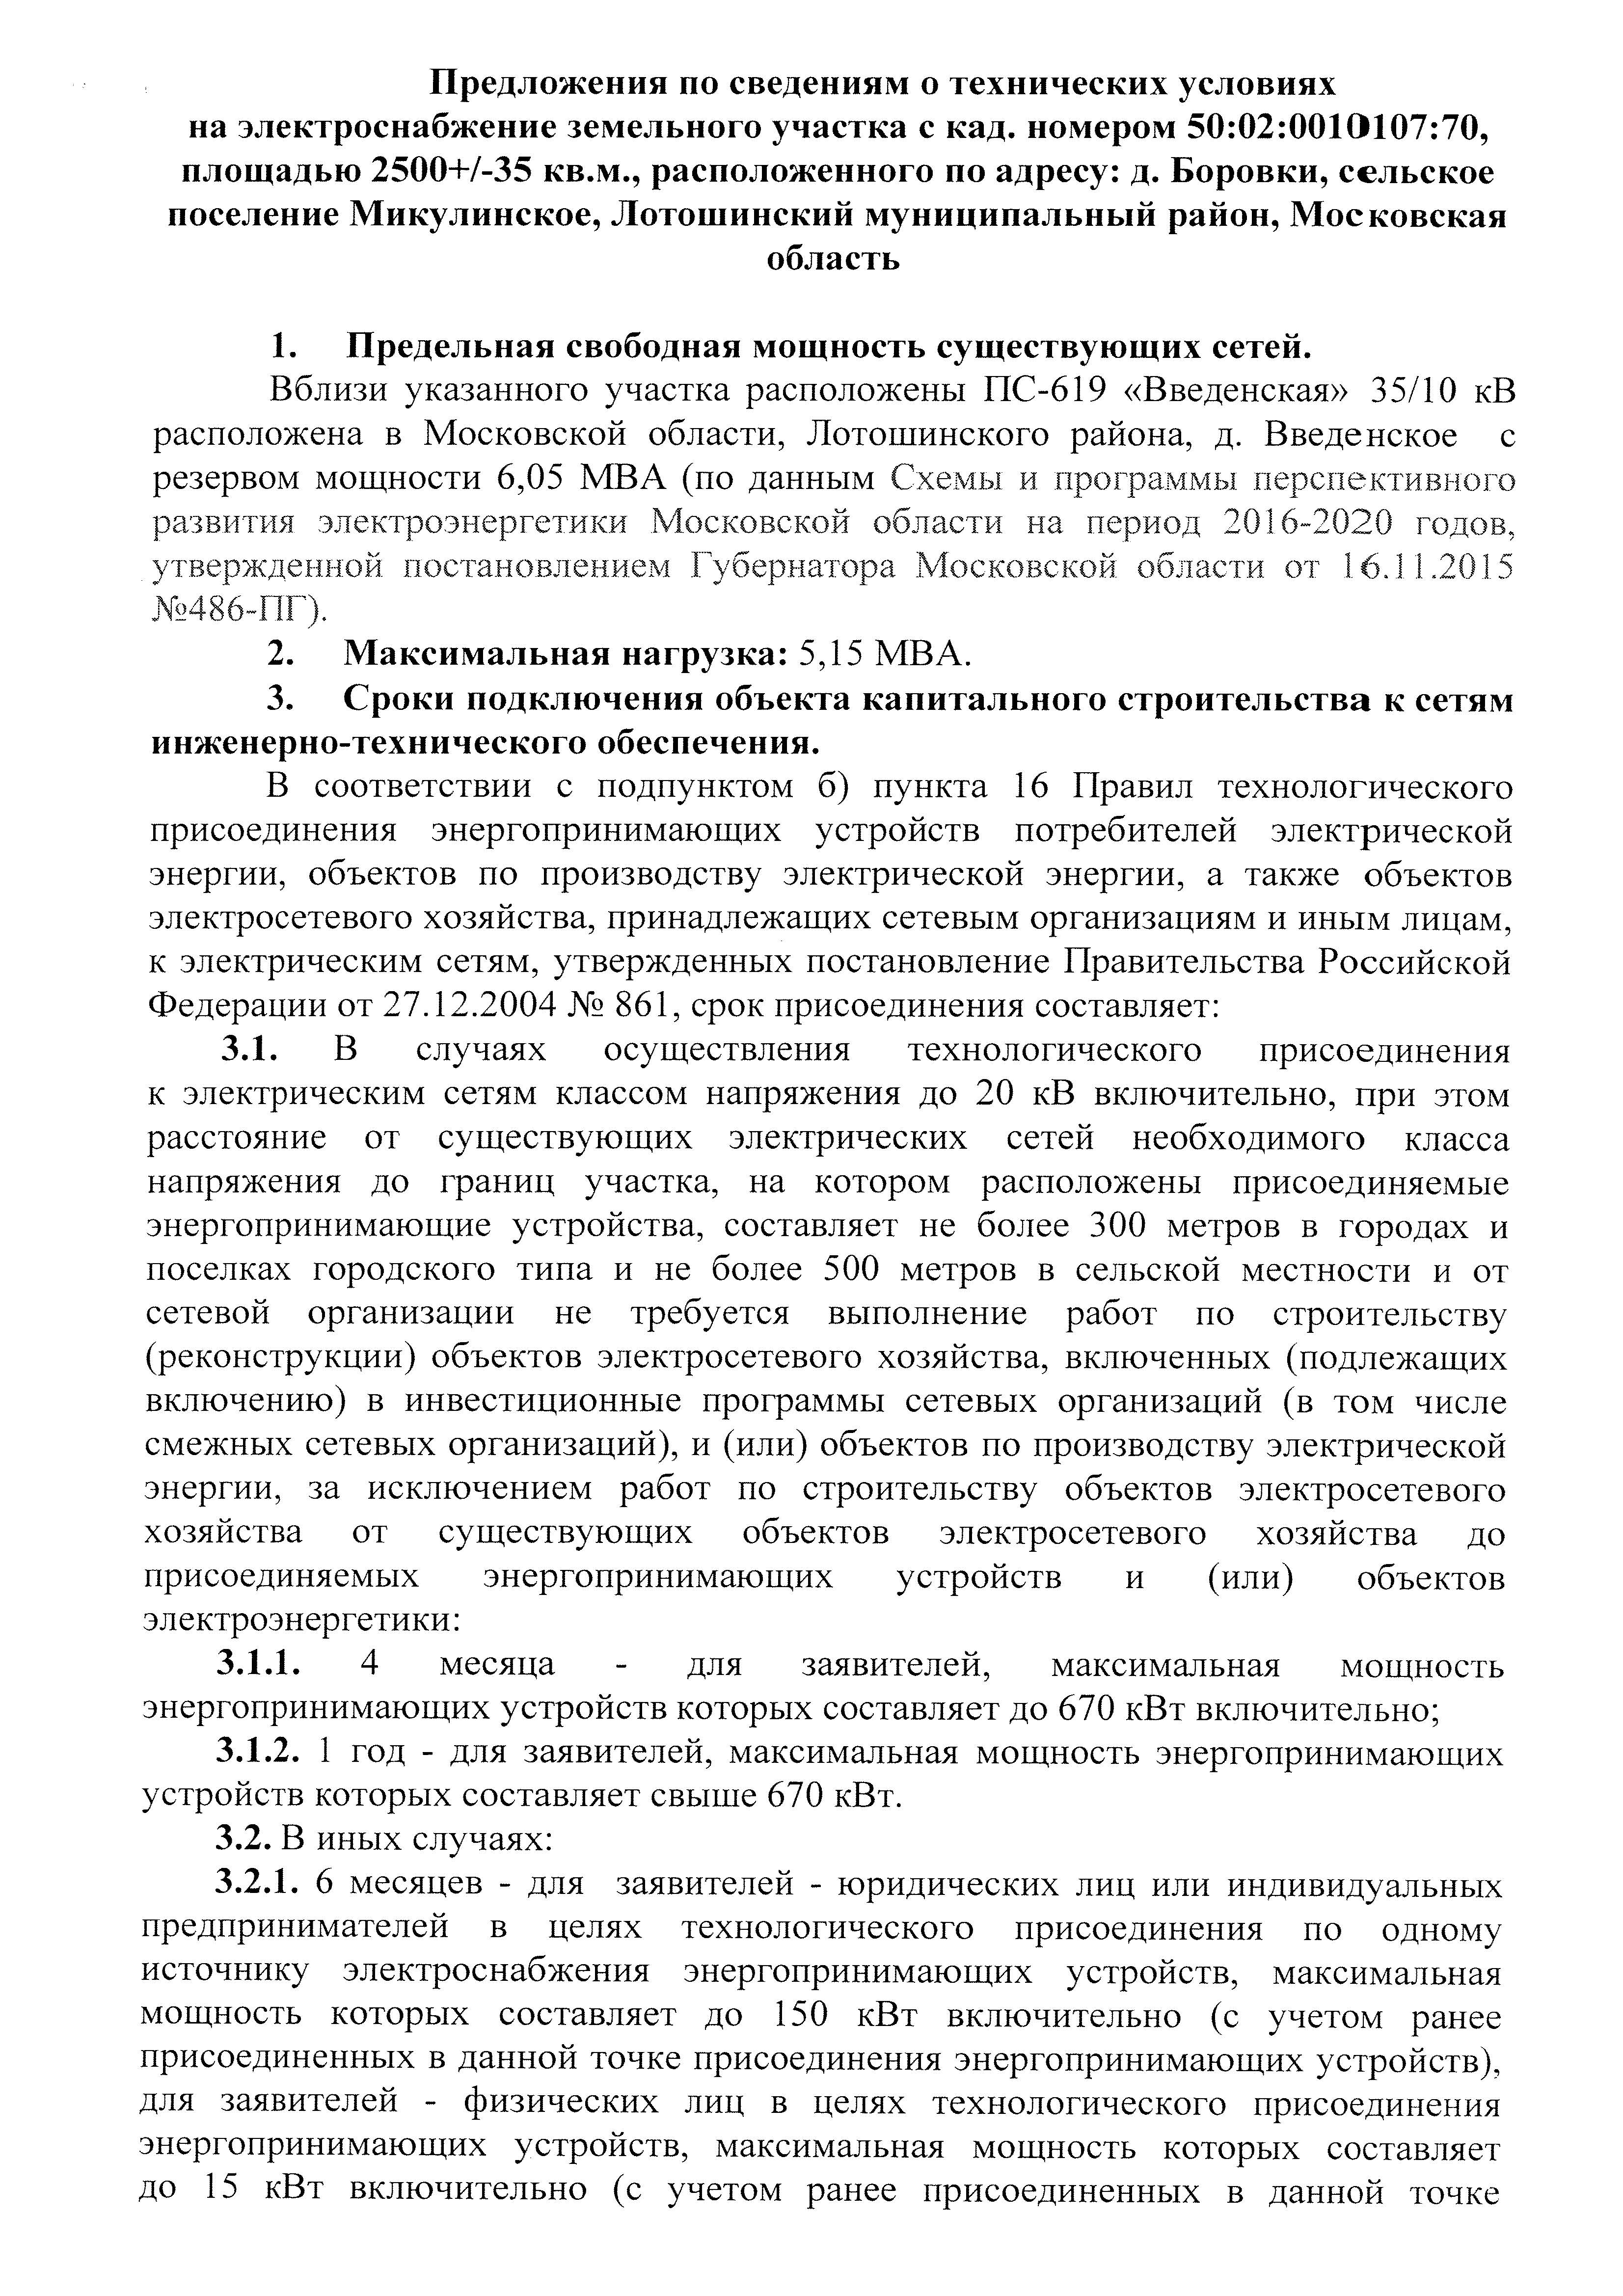 Предложения по сведениям о технических условиях
на электроснабжение земельного участка с кад. номером 50:02:0010107:70,
площадью 2500+/-35 кв.м., расположенного по адресу: д. Боровки, сельское
поселение Микулинское, Лотошинский муниципальный район, Московская
область
1. Предельная свободная мощность существующих сетей.
Вблизи указанного участка расположены ПС-619 «Введенская» 35/10 кВ
расположена в Московской области, Лотошинского района, д. Введенское с
резервом мощности 6,05 МВА (по данным Схемы и программы перспективного
развития электроэнергетики Московской области на период 2016-2020 годов,
утвержденной постановлением Губернатора Московской области от 16.11.2015
№486-ПГ).
2. Максимальная нагрузка: 5,15 МВА.
3. Сроки подключения объекта капитального строительства к сетям
инженерно-технического обеспечения.
В соответствии с подпунктом б) пункта 16 Правил технологического
присоединения энергопринимающих устройств потребителей электрической
энергии, объектов по производству электрической энергии, а также объектов
электросетевого хозяйства, принадлежащих сетевым организациям и иным лицам,
к электрическим сетям, утвержденных постановление Правительства Российской
Федерации от 27.12.2004 № 861, срок присоединения составляет:
3.1. В случаях осуществления технологического присоединения
к электрическим сетям классом напряжения до 20 кВ включительно, при этом
расстояние от существующих электрических сетей необходимого класса
напряжения до границ участка, на котором расположены присоединяемые
энергопринимающие устройства, составляет не более 300 метров в городах и
поселках городского типа и не более 500 метров в сельской местности и от
сетевой организации не требуется выполнение работ по строительству
(реконструкции) объектов электросетевого хозяйства, включенных (подлежащих
включению) в инвестиционные программы сетевых организаций (в том числе
смежных сетевых организаций), и (или) объектов по производству электрической
энергии, за исключением работ по строительству объектов электросетевого
хозяйства от существующих объектов электросетевого хозяйства до
присоединяемых энергопринимающих устройств и (или) объектов
электроэнергетики:
3.1.1. 4 месяца - для заявителей, максимальная мощность
энергопринимающих устройств которых составляет до 670 кВт включительно;
3.1.2. 1 год - для заявителей, максимальная мощность энергопринимающих
устройств которых составляет свыше 670 кВт.
3.2. В иных случаях:
3.2.1. 6 месяцев - для заявителей - юридических лиц или индивидуальных
предпринимателей в целях технологического присоединения по одному
источнику электроснабжения энергопринимающих устройств, максимальная
мощность которых составляет до 150 кВт включительно (с учетом ранее
присоединенных в данной точке присоединения энергопринимающих устройств),
для заявителей - физических лиц в целях технологического присоединения
энергопринимающих устройств, максимальная мощность которых составляет
до 15 кВт включительно (с учетом ранее присоединенных в данной точке